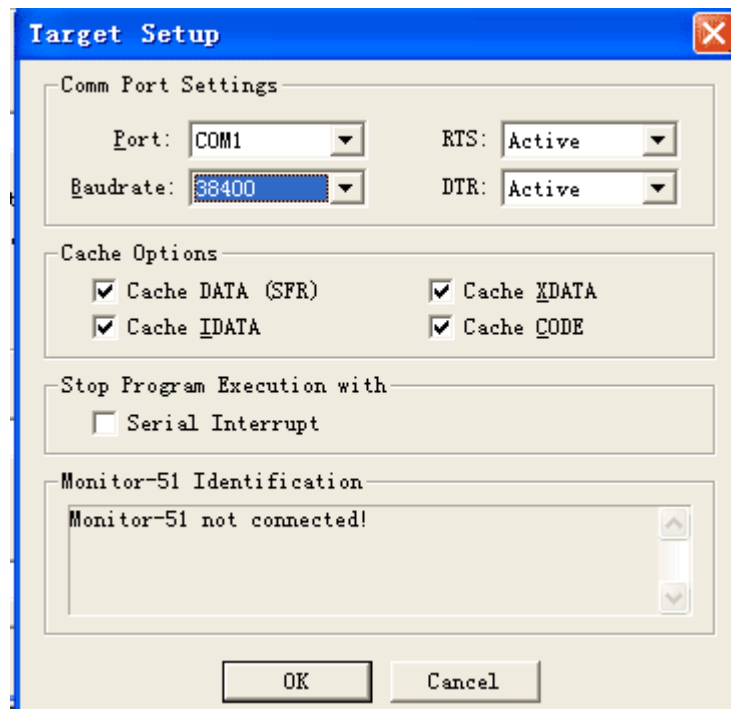 Target Setup
Comm Port Settings
Port: COM1 RTS: Active
Baudrate: 38400 DTR: Active
Cache Options
Cache DATA (SFR) Cache XDATA
Cache IDATA Cache CODE
Stop Program Execution with
Serial Interrupt
Monitor-51 Identification
Monitor-51 not connected!
OK Cancel